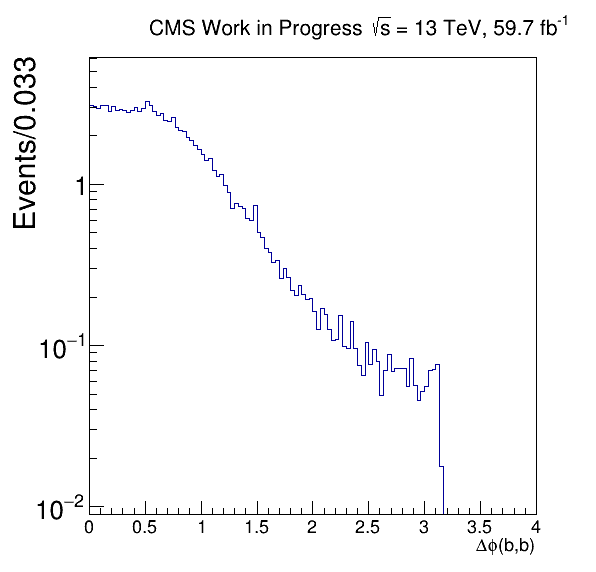 CMS Work in Progress √s = 13 TeV, 59.7 fb⁻¹
Events/0.033
1
10⁻¹
10⁻²
0 0.5 1 1.5 2 2.5 3 3.5 4
Δϕ(b,b)